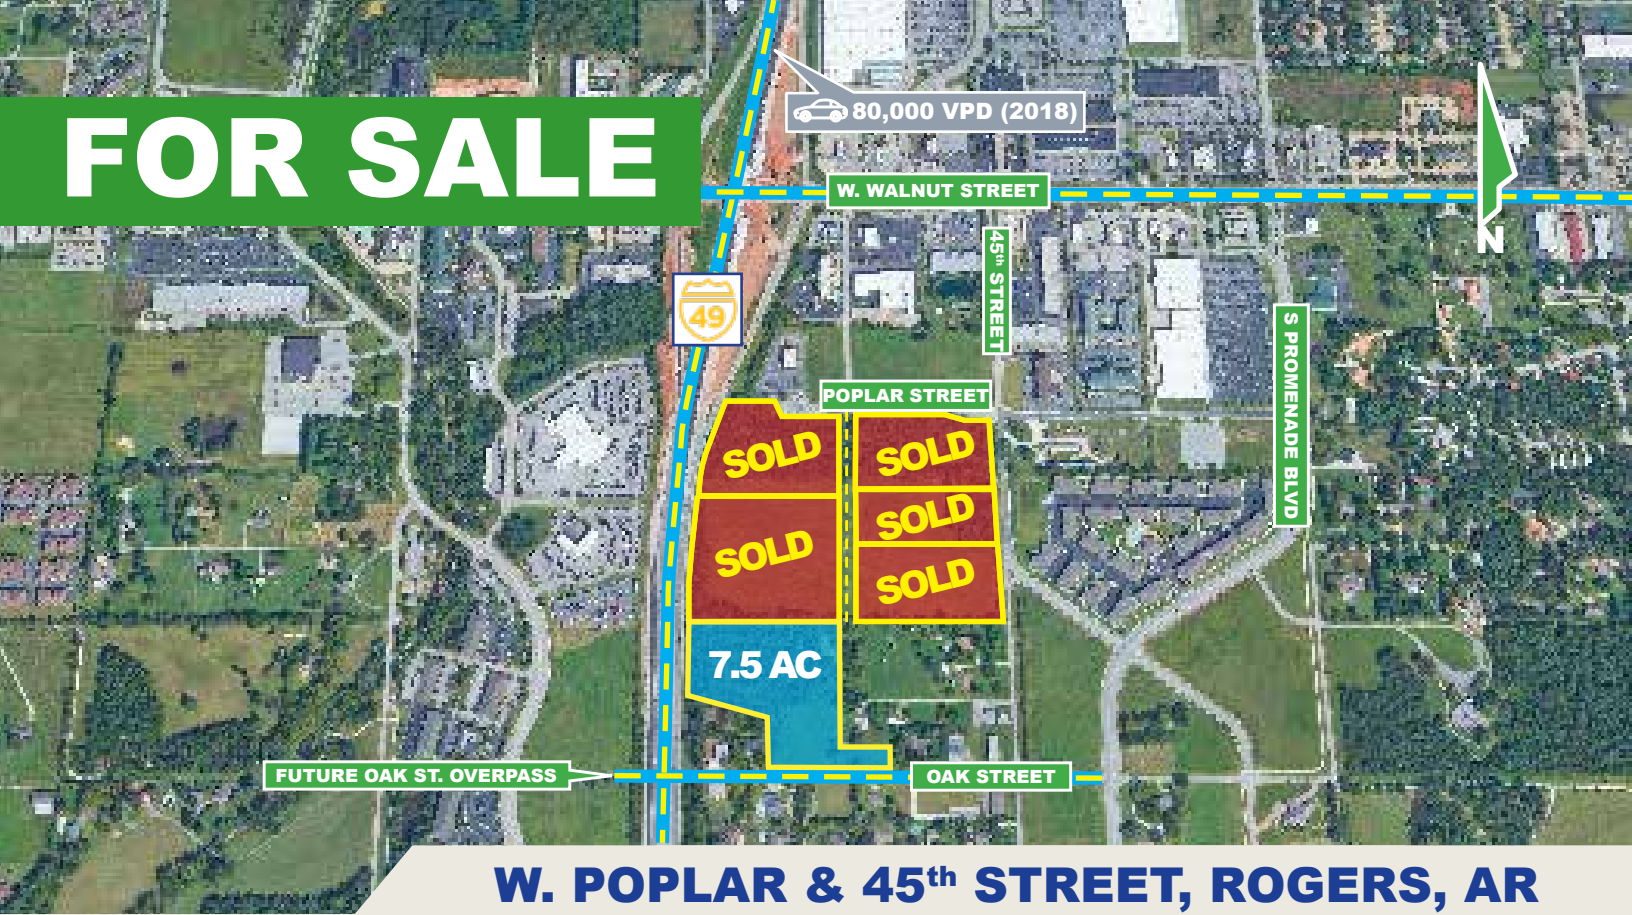 FOR SALE
80,000 VPD (2018)
W. WALNUT STREET
N
45th STREET
49
S PROMENADE BLVD
POPLAR STREET
SOLD
SOLD
SOLD
SOLD
SOLD
7.5 AC
FUTURE OAK ST. OVERPASS
OAK STREET
W. POPLAR & 45th STREET, ROGERS, AR